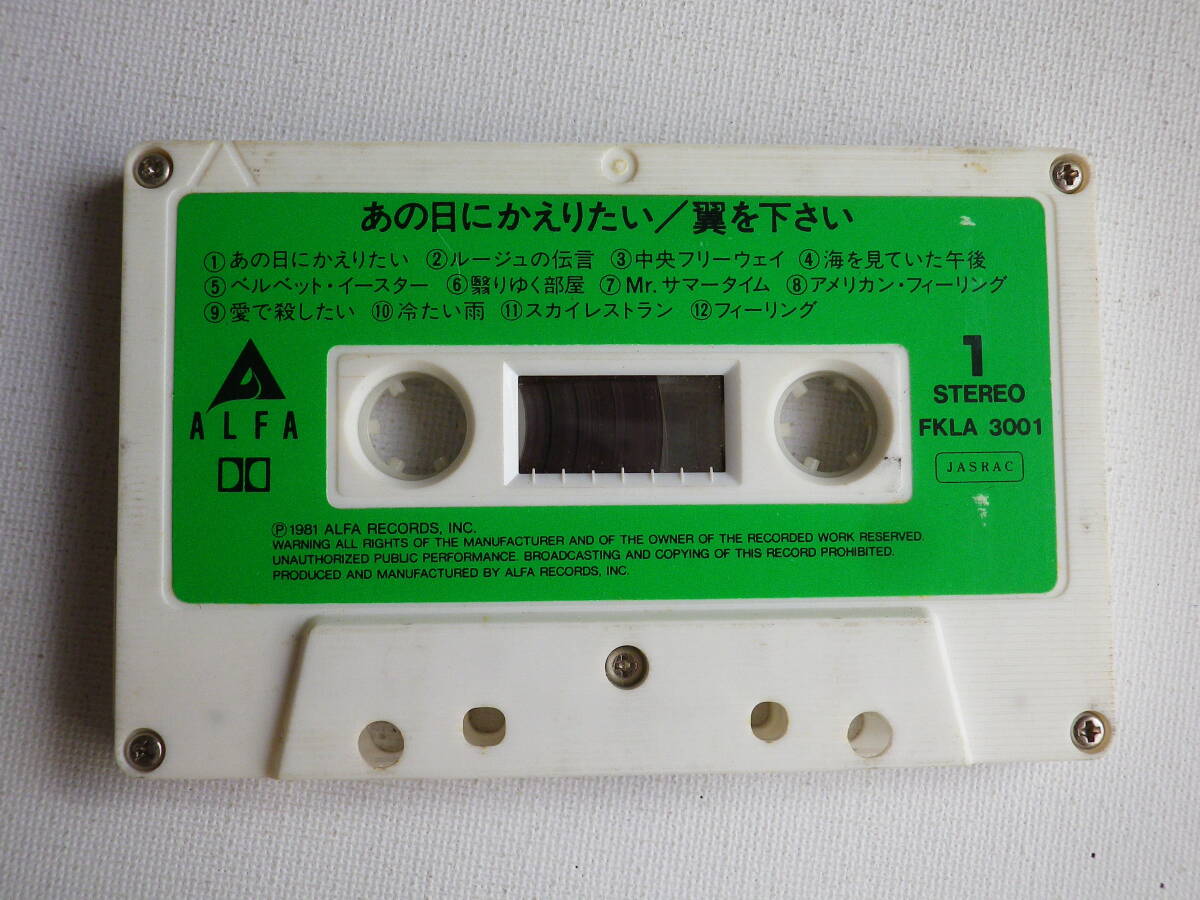 あの日にかえりたい／翼を下さい
①あの日にかえりたい ②ルージュの伝言 ③中央フリーウェイ ④海を見ていた午後
⑤ベルベット・イースター ⑥翳りゆく部屋 ⑦Mr.サマータイム ⑧アメリカン・フィーリング
⑨愛で殺したい ⑩冷たい雨 ⑪スカイレストラン ⑫フィーリング
ALFA
1
STEREO
FKLA 3001
JASRAC
Ⓟ1981 ALFA RECORDS, INC.
WARNING ALL RIGHTS OF THE MANUFACTURER AND OF THE OWNER OF THE RECORDED WORK RESERVED.
UNAUTHORIZED PUBLIC PERFORMANCE. BROADCASTING AND COPYING OF THIS RECORD PROHIBITED.
PRODUCED AND MANUFACTURED BY ALFA RECORDS, INC.